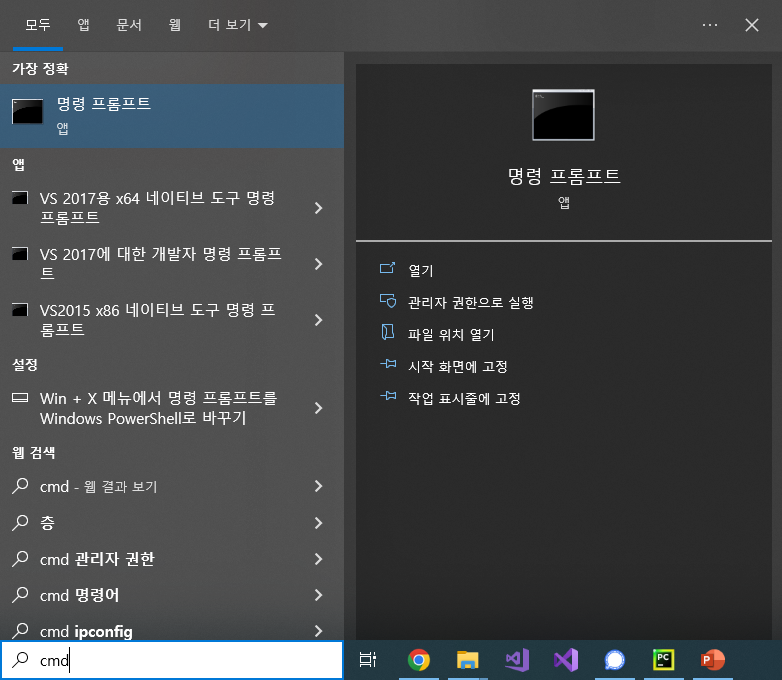 모두 앱 문서 웹 더 보기
가장 정확
명령 프롬프트
앱
앱
VS 2017용 x64 네이티브 도구 명령
프롬프트
VS 2017에 대한 개발자 명령 프롬프
트
VS2015 x86 네이티브 도구 명령 프
롬프트
설정
Win + X 메뉴에서 명령 프롬프트를
Windows PowerShell로 바꾸기
웹 검색
cmd - 웹 결과 보기
층
cmd 관리자 권한
cmd 명령어
cmd ipconfig
cmd
명령 프롬프트
앱
열기
관리자 권한으로 실행
파일 위치 열기
시작 화면에 고정
작업 표시줄에 고정
PC
P